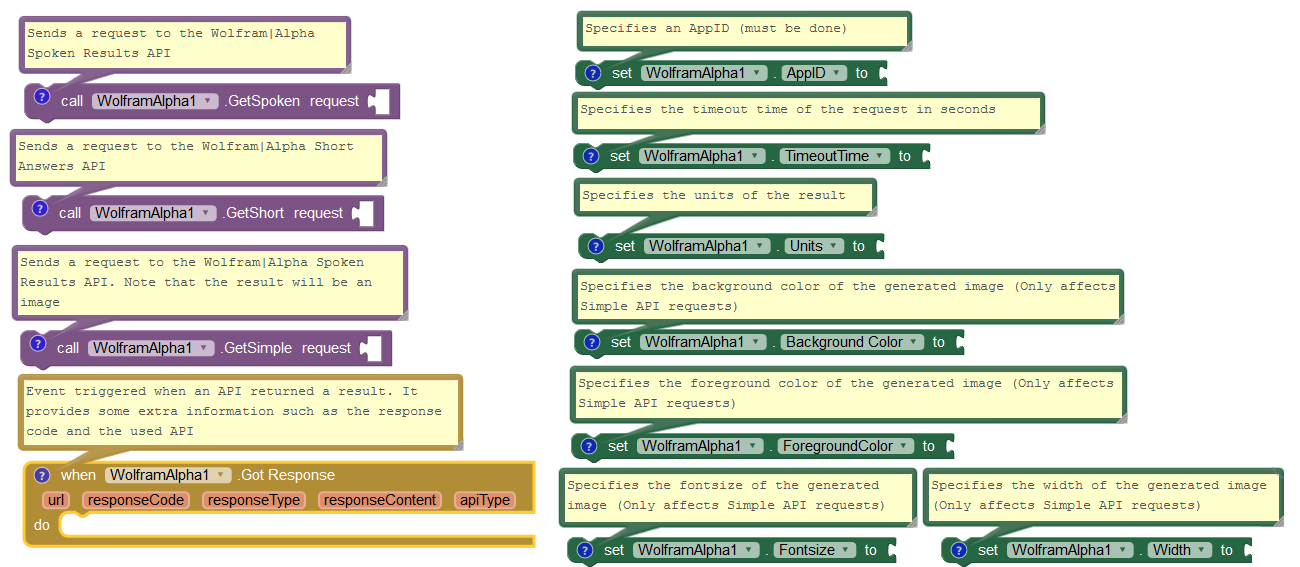 Sends a request to the Wolfram|Alpha
Spoken Results API
? call WolframAlpha1 .GetSpoken request
Sends a request to the Wolfram|Alpha Short
Answers API
? call WolframAlpha1 .GetShort request
Sends a request to the Wolfram|Alpha Spoken
Results API. Note that the result will be an
image
? call WolframAlpha1 .GetSimple request
Event triggered when an API returned a result. It
provides some extra information such as the response
code and the used API
? when WolframAlpha1 .Got Response
url responseCode responseType responseContent apiType
do
Specifies an AppID (must be done)
? set WolframAlpha1 . AppID to
Specifies the timeout time of the request in seconds
? set WolframAlpha1 . TimeoutTime to
Specifies the units of the result
? set WolframAlpha1 . Units to
Specifies the background color of the generated image (Only affects
Simple API requests)
? set WolframAlpha1 . Background Color to
Specifies the foreground color of the generated image (Only affects
Simple API requests)
? set WolframAlpha1 . ForegroundColor to
Specifies the fontsize of the generated
image (Only affects Simple API requests)
? set WolframAlpha1 . Fontsize to
Specifies the width of the generated image
(Only affects Simple API requests)
? set WolframAlpha1 . Width to